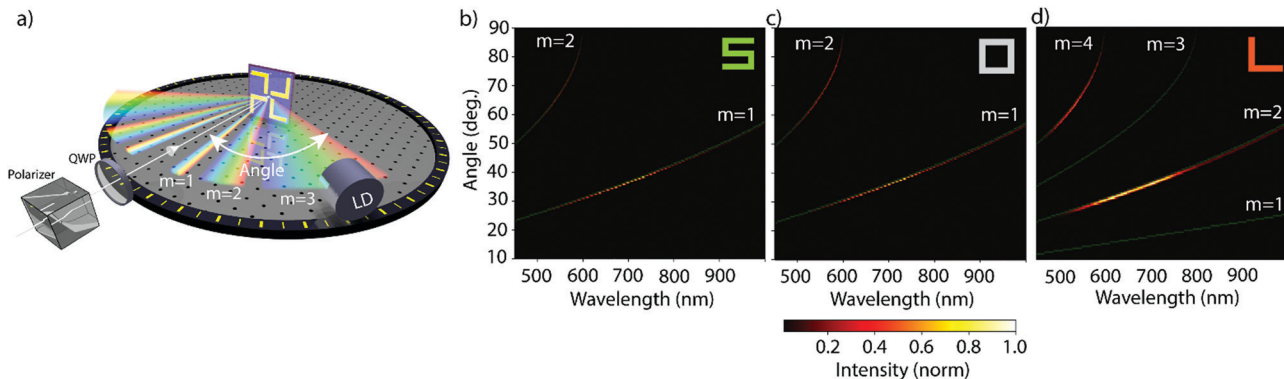 a)
Polarizer
QWP
m=1
m=2
m=3
Angle
LD
b)
90
80
70
60
50
40
30
20
10
Angle (deg.)
m=2
m=1
500 600 700 800 900
Wavelength (nm)
c)
m=2
m=1
500 600 700 800 900
Wavelength (nm)
d)
m=4
m=3
m=2
m=1
500 600 700 800 900
Wavelength (nm)
0.2 0.4 0.6 0.8 1.0
Intensity (norm)